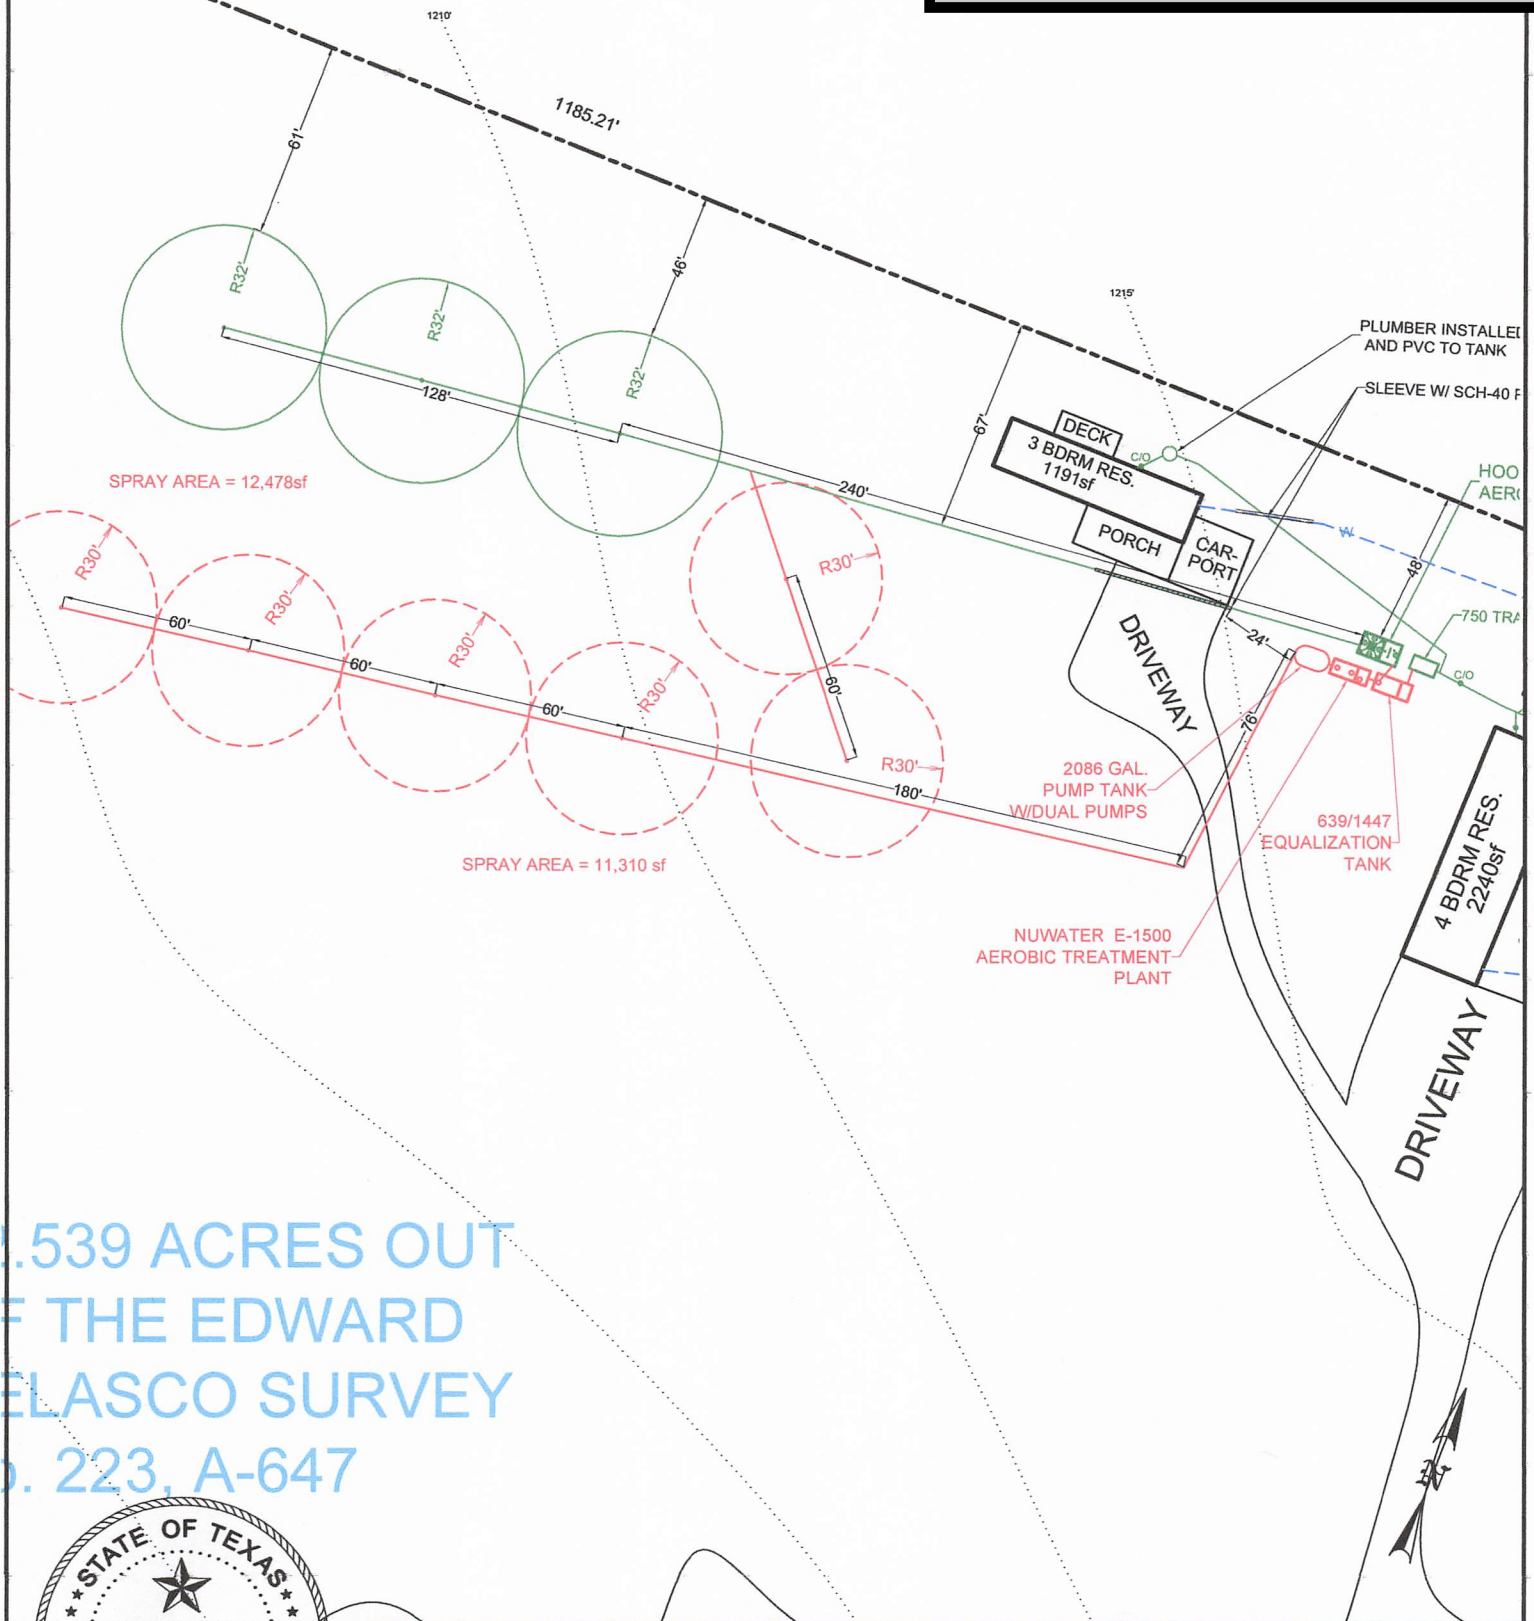 1210'
1185.21'
61'
46'
R32'
R32'
R32'
128'
SPRAY AREA = 12,478sf
1215'
PLUMBER INSTALLED
AND PVC TO TANK
SLEEVE W/ SCH-40
67'
DECK
3 BDRM RES.
1191sf
C/O
PORCH
CAR-
PORT
W
HOO
AERO
48'
240'
750 TRA
C/O
24'
DRIVEWAY
R30'
R30'
R30'
R30'
R30'
R30'
60'
60'
60'
60'
180'
76'
2086 GAL.
PUMP TANK
W/DUAL PUMPS
639/1447
EQUALIZATION
TANK
SPRAY AREA = 11,310 sf
NUWATER E-1500
AEROBIC TREATMENT
PLANT
4 BDRM RES.
2240sf
DRIVEWAY
.539 ACRES OUT
THE EDWARD
ELASCO SURVEY
. 223, A-647
STATE OF TEXAS